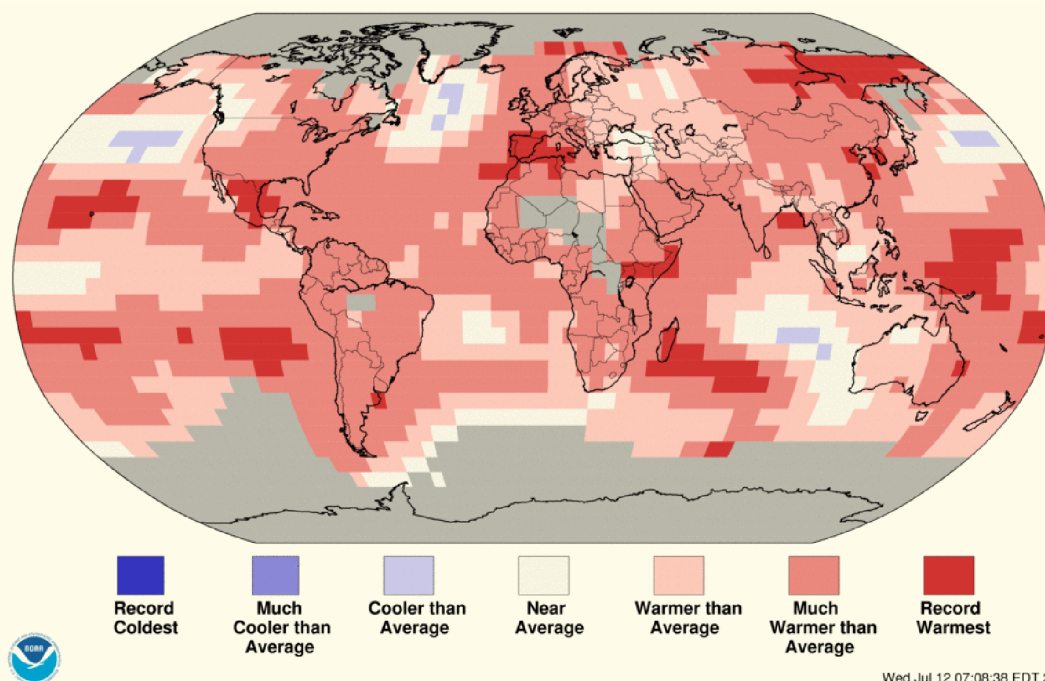 Record
Coldest
Much
Cooler than
Average
Cooler than
Average
Near
Average
Warmer than
Average
Much
Warmer than
Average
Record
Warmest
NOAA
Wed Jul 12 07:08:38 EDT 2